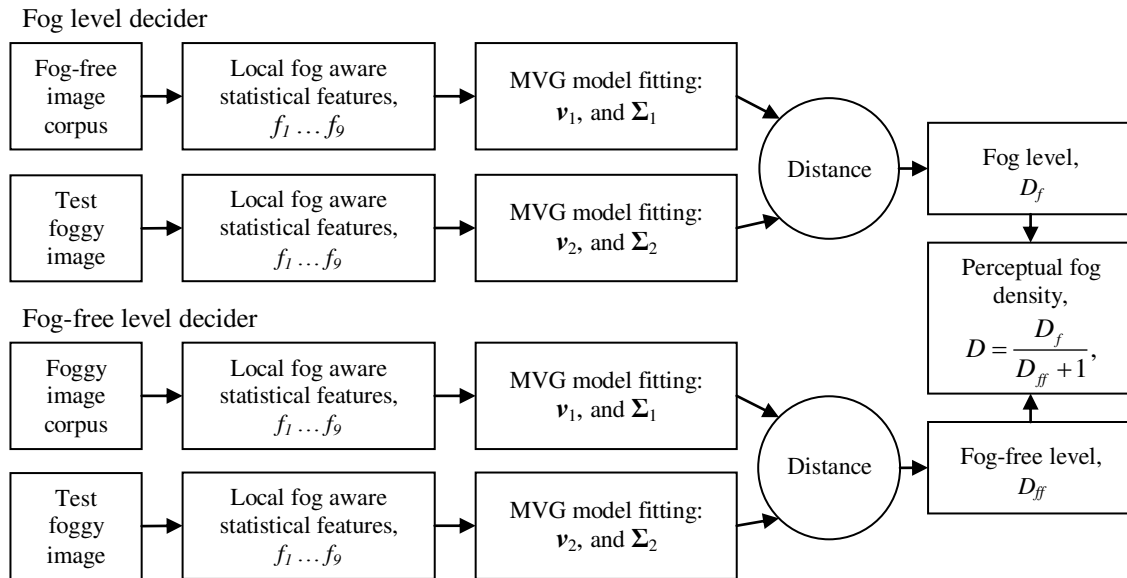 Fog level decider
Fog-free
image
corpus
Local fog aware
statistical features,
f1 … f9
MVG model fitting:
ν1, and Σ1
Test
foggy
image
Local fog aware
statistical features,
f1 … f9
MVG model fitting:
ν2, and Σ2
Distance
Fog level,
Df
Perceptual fog
density,
D = Df / (Dff + 1),
Fog-free level decider
Foggy
image
corpus
Local fog aware
statistical features,
f1 … f9
MVG model fitting:
ν1, and Σ1
Test
foggy
image
Local fog aware
statistical features,
f1 … f9
MVG model fitting:
ν2, and Σ2
Distance
Fog-free level,
Dff